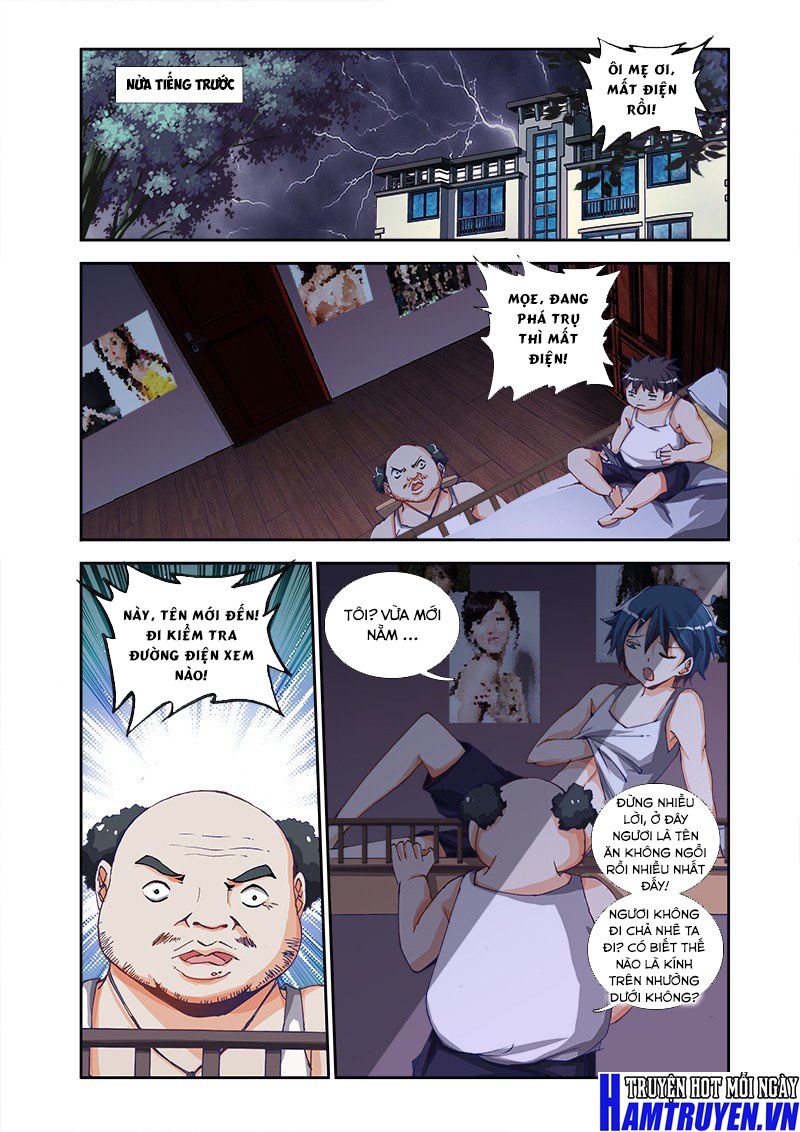 NỬA TIẾNG TRƯỚC
ÔI MẸ ƠI,
MẤT ĐIỆN
RỒI!
MỌE, ĐANG
PHÁ TRỤ
THÌ MẤT
ĐIỆN!
NÀY, TÊN MỚI ĐẾN!
ĐI KIỂM TRA
ĐƯỜNG ĐIỆN XEM
NÀO!
TÔI? VỪA MỚI
NẰM ...
ĐỪNG NHIỀU
LỜI, Ở ĐÂY
NGƯƠI LÀ TÊN
ĂN KHÔNG NGỒI
RỒI NHIỀU NHẤT
ĐẤY!
NGƯƠI KHÔNG
ĐI CHẢ NHẼ TA
ĐI? CÓ BIẾT THẾ
NÀO LÀ KÍNH
TRÊN NHƯỜNG
DƯỚI KHÔNG?
TRUYỆN HOT MỖI NGÀY
HAMTRUYEN.VN